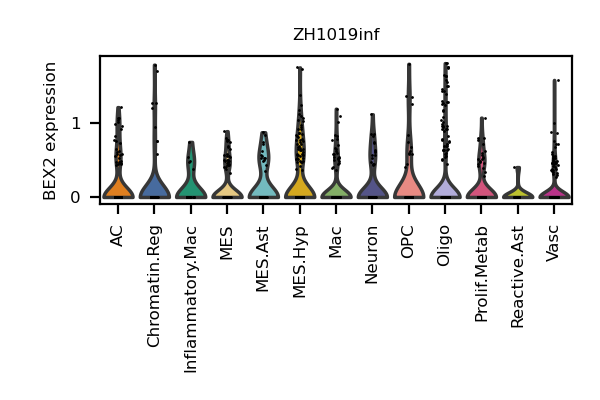 ZH1019inf
BEX2 expression
1
0
AC
Chromatin.Reg
Inflammatory.Mac
MES
MES.Ast
MES.Hyp
Mac
Neuron
OPC
Oligo
Prolif.Metab
Reactive.Ast
Vasc